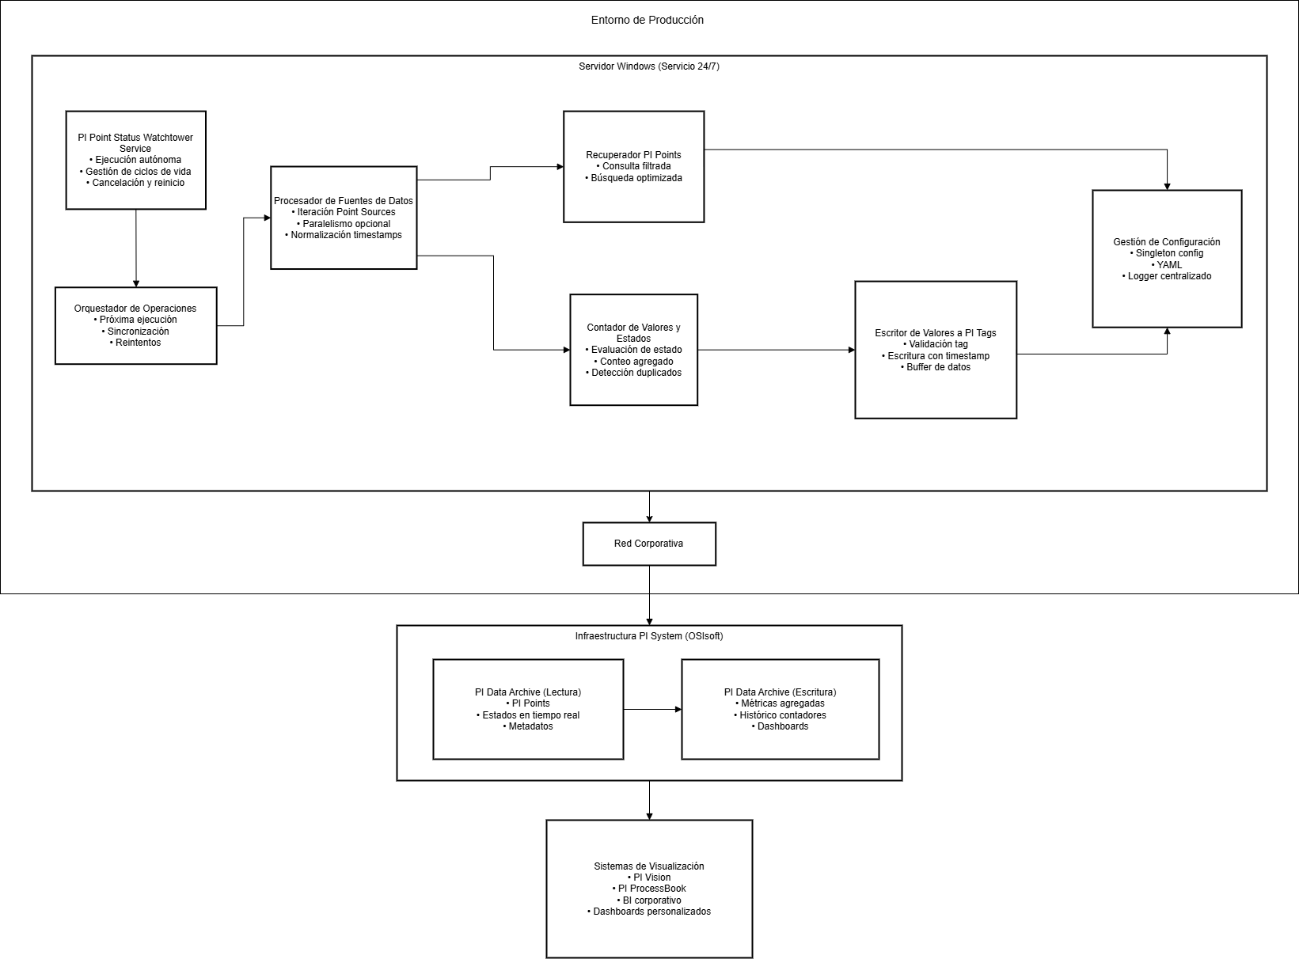 Entorno de Producción
Servidor Windows (Servicio 24/7)
PI Point Status Watchtower
Service
• Ejecución autónoma
• Gestión de ciclos de vida
• Cancelación y reinicio
Orquestador de Operaciones
• Próxima ejecución
• Sincronización
• Reintentos
Procesador de Fuentes de Datos
• Iteración Point Sources
• Paralelismo opcional
• Normalización timestamps
Recuperador PI Points
• Consulta filtrada
• Búsqueda optimizada
Contador de Valores y
Estados
• Evaluación de estado
• Conteo agregado
• Detección duplicados
Escritor de Valores a PI Tags
• Validación tag
• Escritura con timestamp
• Buffer de datos
Gestión de Configuración
• Singleton config
• YAML
• Logger centralizado
Red Corporativa
Infraestructura PI System (OSIsoft)
PI Data Archive (Lectura)
• PI Points
• Estados en tiempo real
• Metadatos
PI Data Archive (Escritura)
• Métricas agregadas
• Histórico contadores
• Dashboards
Sistemas de Visualización
• PI Vision
• PI ProcessBook
• BI corporativo
• Dashboards personalizados